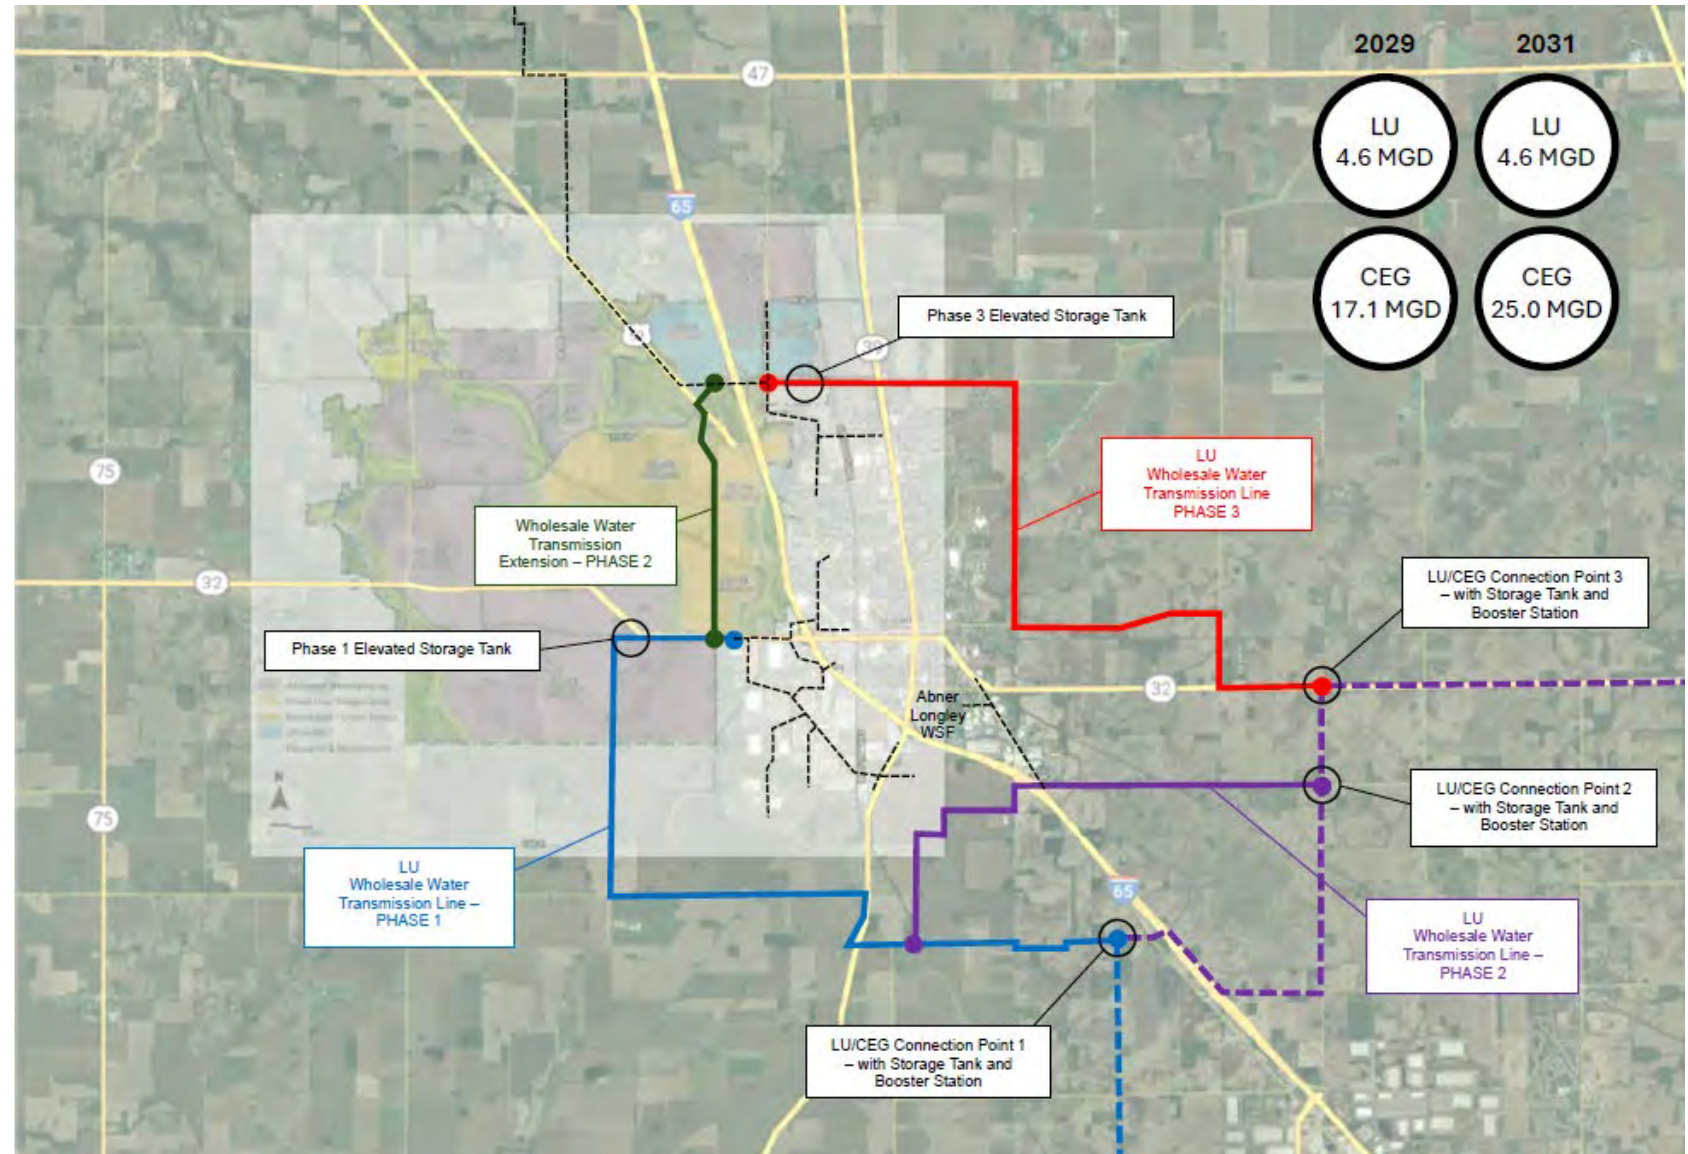 2029
2031
LU
4.6 MGD
LU
4.6 MGD
CEG
17.1 MGD
CEG
25.0 MGD
47
65
Phase 3 Elevated Storage Tank
39
LU
Wholesale Water
Transmission Line
PHASE 3
75
Wholesale Water
Transmission
Extension – PHASE 2
32
LU/CEG Connection Point 3
– with Storage Tank and
Booster Station
Phase 1 Elevated Storage Tank
32
Abner
Longley
WSF
LU/CEG Connection Point 2
– with Storage Tank and
Booster Station
N
75
LU
Wholesale Water
Transmission Line –
PHASE 1
65
LU
Wholesale Water
Transmission Line –
PHASE 2
LU/CEG Connection Point 1
– with Storage Tank and
Booster Station